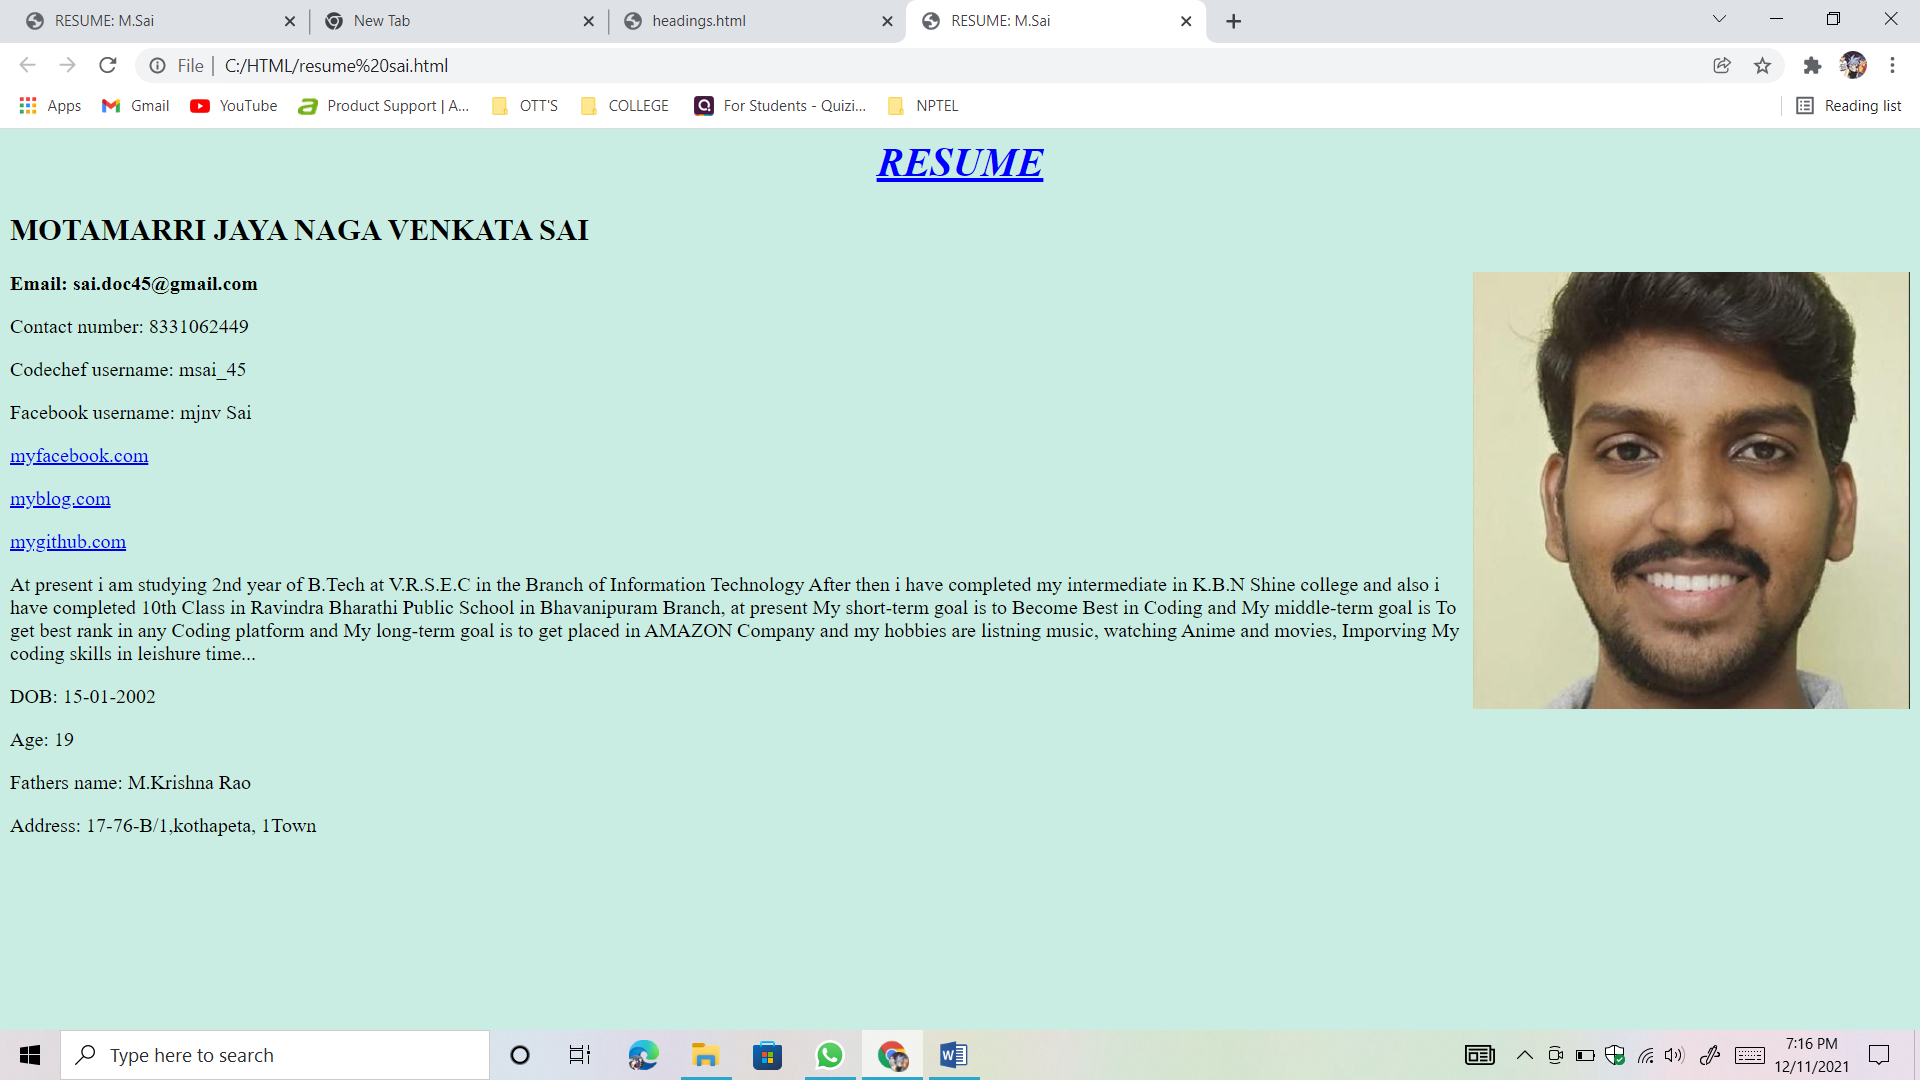 RESUME: M.Sai
New Tab
headings.html
RESUME: M.Sai
File | C:/HTML/resume%20sai.html
Apps
Gmail
YouTube
Product Support | A...
OTT'S
COLLEGE
For Students - Quizi...
NPTEL
Reading list
RESUME
MOTAMARRI JAYA NAGA VENKATA SAI
Email: sai.doc45@gmail.com
Contact number: 8331062449
Codechef username: msai_45
Facebook username: mjnv Sai
myfacebook.com
myblog.com
mygithub.com
At present i am studying 2nd year of B.Tech at V.R.S.E.C in the Branch of Information Technology After then i have completed my intermediate in K.B.N Shine college and also i
have completed 10th Class in Ravindra Bharathi Public School in Bhavanipuram Branch, at present My short-term goal is to Become Best in Coding and My middle-term goal is To
get best rank in any Coding platform and My long-term goal is to get placed in AMAZON Company and my hobbies are listning music, watching Anime and movies, Imporving My
coding skills in leishure time...
DOB: 15-01-2002
Age: 19
Fathers name: M.Krishna Rao
Address: 17-76-B/1,kothapeta, 1Town
Type here to search
7:16 PM
12/11/2021